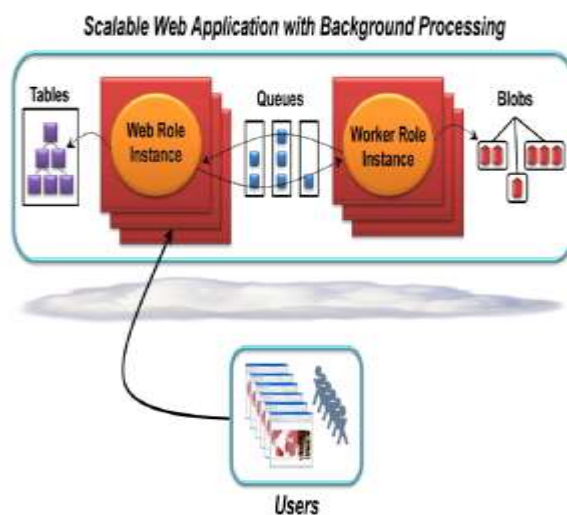 Scalable Web Application with Background Processing
Tables
Web Role
Instance
Queues
Worker Role
Instance
Blobs
Users